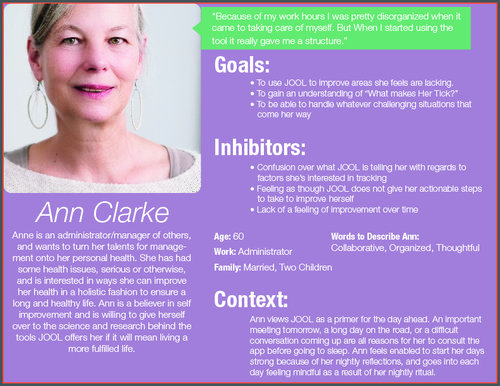 "Because of my work hours I was pretty disorganized when it
came to taking care of myself. But When I started using the
tool it really gave me a structure."
Goals:
• To use JOOL to improve areas she feels are lacking.
• To gain an understanding of "What makes Her Tick?"
• To be able to handle whatever challenging situations that
come her way
Inhibitors:
• Confusion over what JOOL is telling her with regards to
factors she's interested in tracking
• Feeling as though JOOL does not give her actionable steps
to take to improve herself
• Lack of a feeling of improvement over time
Ann Clarke
Anne is an administrator/manager of others,
and wants to turn her talents for manage-
ment onto her personal health. She has had
some health issues, serious or otherwise,
and is interested in ways she can improve
her health in a holistic fashion to ensure a
long and healthy life. Ann is a believer in self
improvement and is willing to give herself
over to the science and research behind the
tools JOOL offers her if it will mean living a
more fulfilled life.
Age: 60
Work: Administrator
Family: Married, Two Children
Words to Describe Ann:
Collaborative, Organized, Thoughtful
Context:
Ann views JOOL as a primer for the day ahead. An important
meeting tomorrow, a long day on the road, or a difficult
conversation coming up are all reasons for her to consult the
app before going to sleep. Ann feels enabled to start her days
strong because of her nightly reflections, and goes into each
day feeling mindful as a result of her nightly ritual.